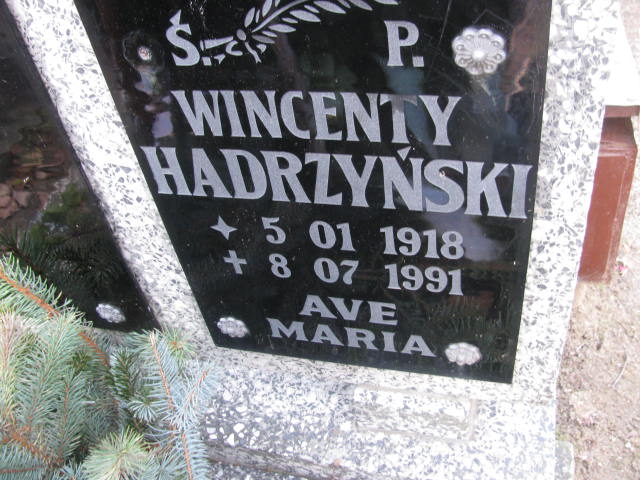 Ś. P.
WINCENTY
HADRZYŃSKI
5 01 1918
8 07 1991
AVE
MARIA